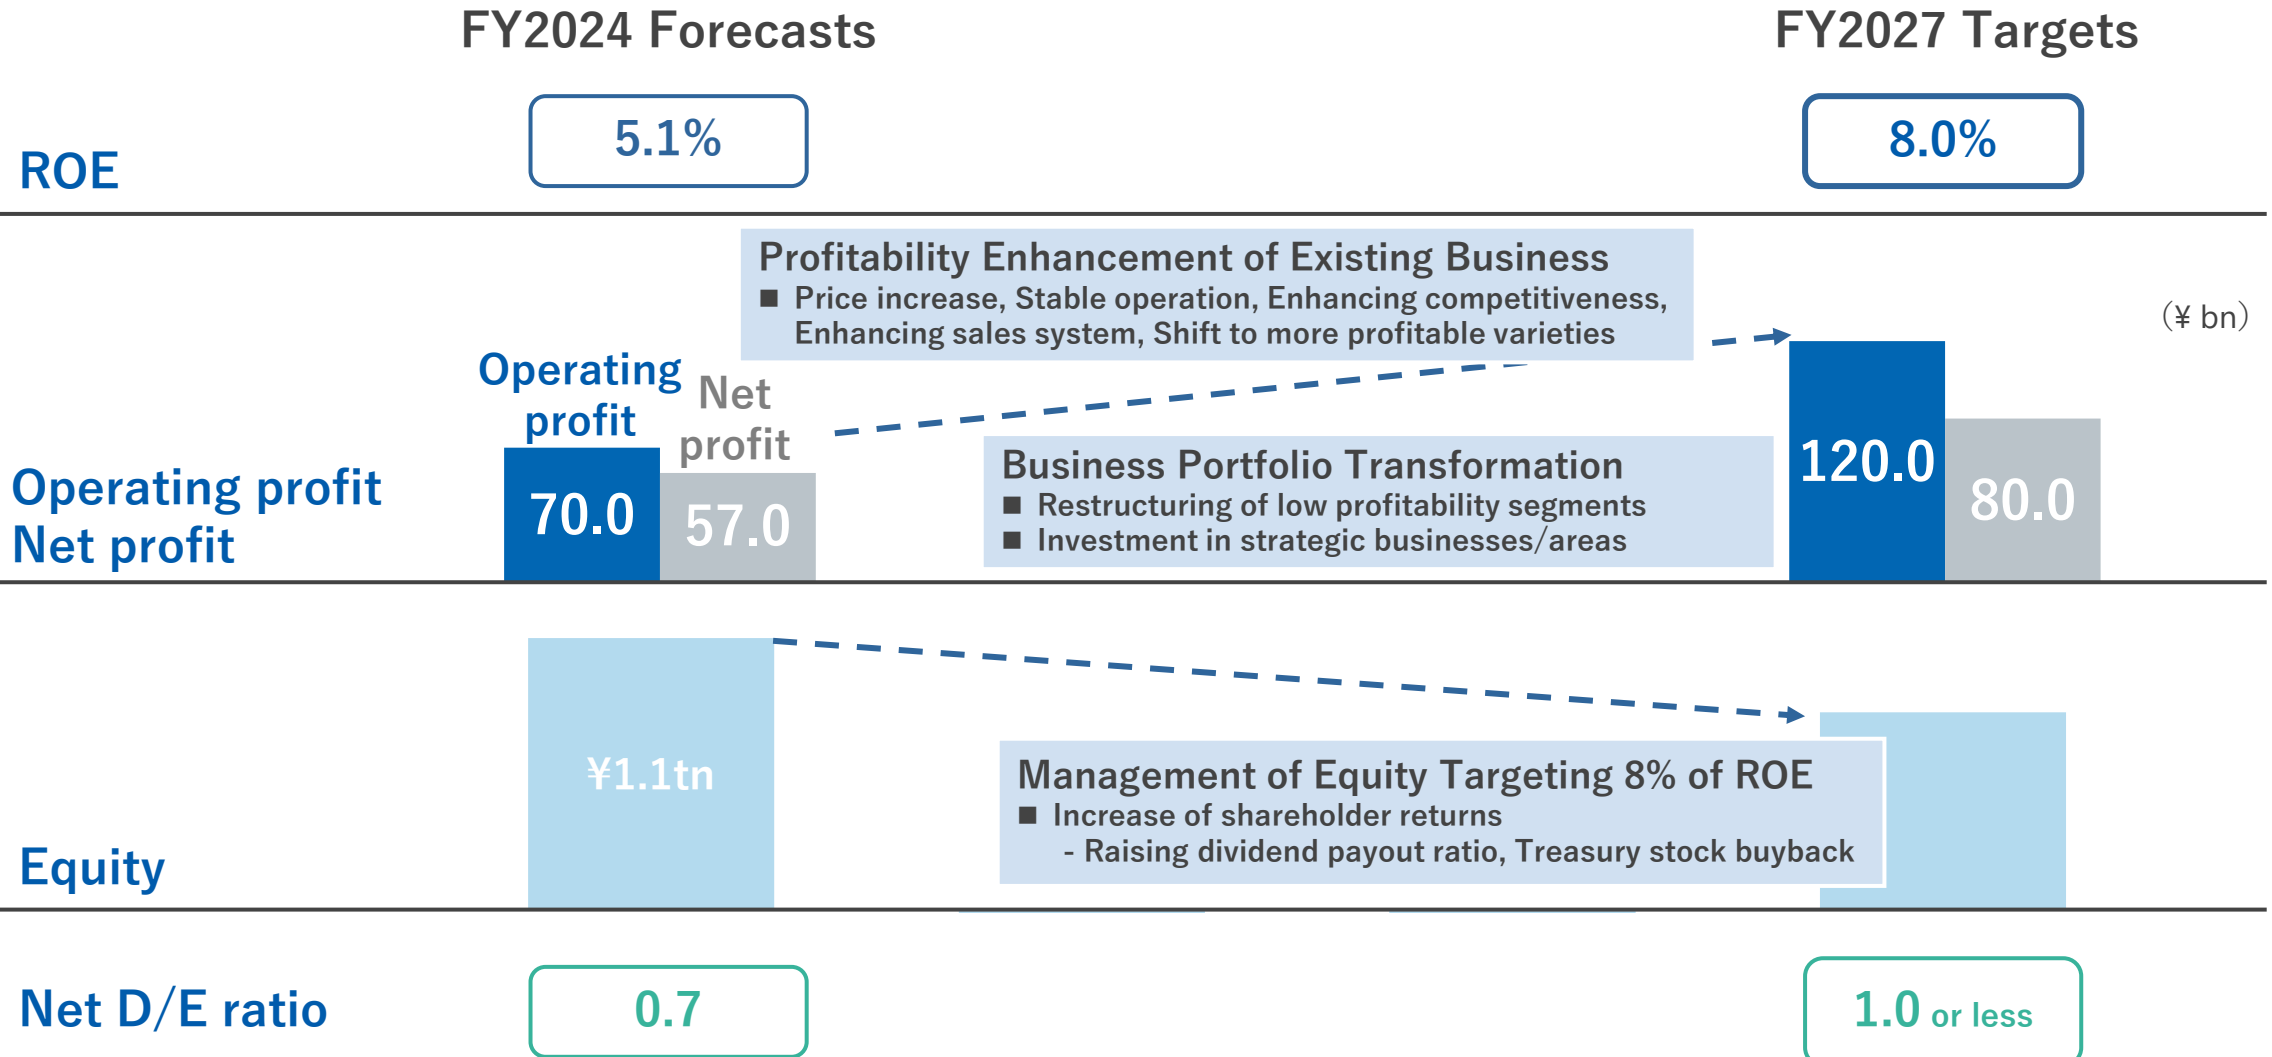 FY2024 Forecasts
FY2027 Targets
ROE
5.1%
8.0%
Profitability Enhancement of Existing Business
■ Price increase, Stable operation, Enhancing competitiveness,
Enhancing sales system, Shift to more profitable varieties
(¥ bn)
Operating
profit
Net
profit
Operating profit
Net profit
70.0
57.0
Business Portfolio Transformation
■ Restructuring of low profitability segments
■ Investment in strategic businesses/areas
120.0
80.0
Equity
¥1.1tn
Management of Equity Targeting 8% of ROE
■ Increase of shareholder returns
- Raising dividend payout ratio, Treasury stock buyback
Net D/E ratio
0.7
1.0 or less